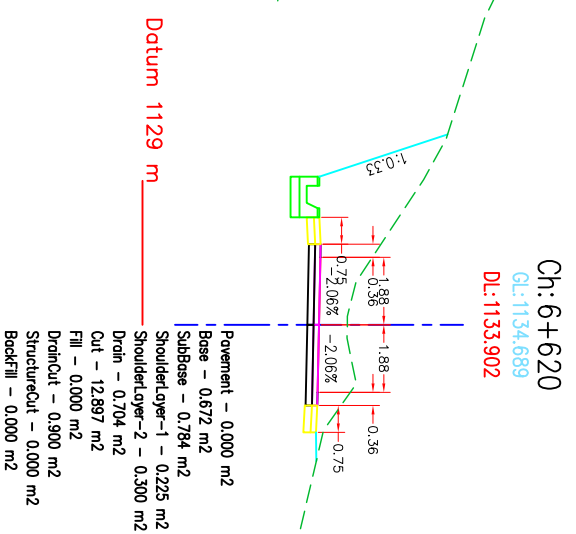 Ch:6+620
GL:1134.689
DL:1133.902
1:0.33
0.75
0.36
1.88
1.88
0.36
0.75
-2.06%
-2.06%
Datum 1129 m
Pavement - 0.000 m2
Base - 0.672 m2
SubBase - 0.784 m2
ShoulderLayer-1 - 0.225 m2
ShoulderLayer-2 - 0.300 m2
Drain - 0.704 m2
Cut - 12.897 m2
Fill - 0.000 m2
DrainCut - 0.900 m2
StructureCut - 0.000 m2
BackFill - 0.000 m2